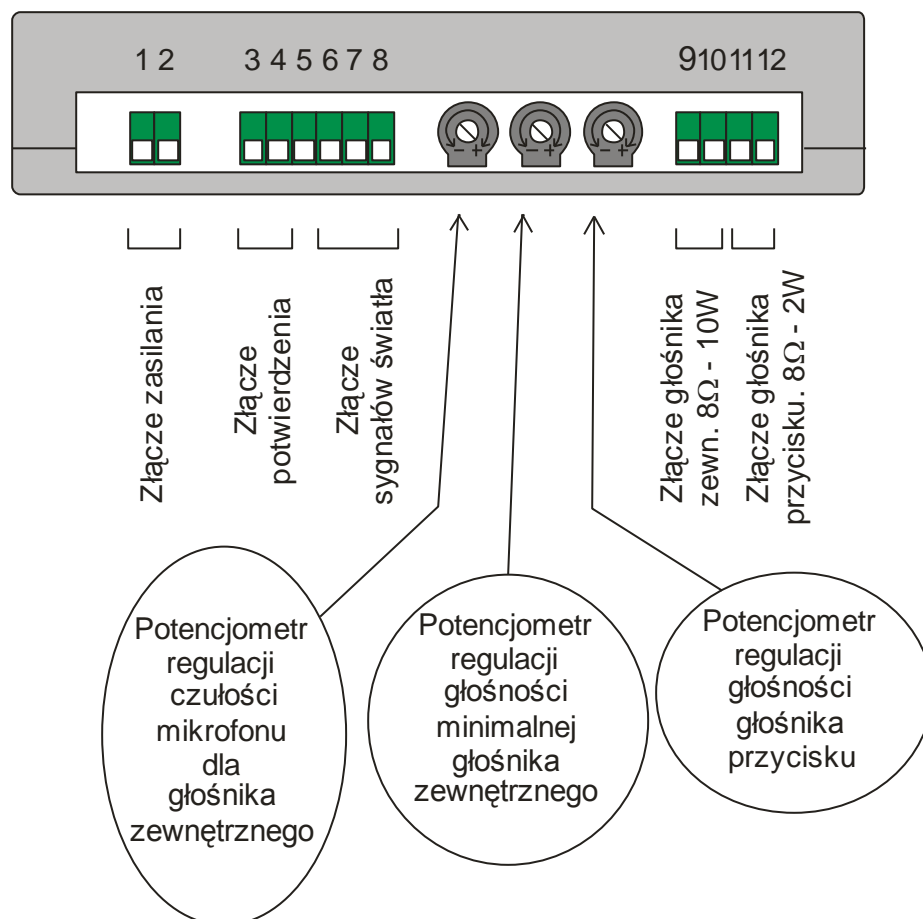 1 2 3 4 5 6 7 8 9 10 11 12
- + - + - +
Złącze zasilania
Złącze
potwierdzenia
Złącze
sygnałów światła
Złącze głośnika
zewn. 8Ω - 10W
Złącze głośnika
przycisku. 8Ω - 2W
Potencjometr
regulacji
czułości
mikrofonu
dla
głośnika
zewnętrznego
Potencjometr
regulacji
głośności
minimalnej
głośnika
zewnętrznego
Potencjometr
regulacji
głośności
głośnika
przycisku